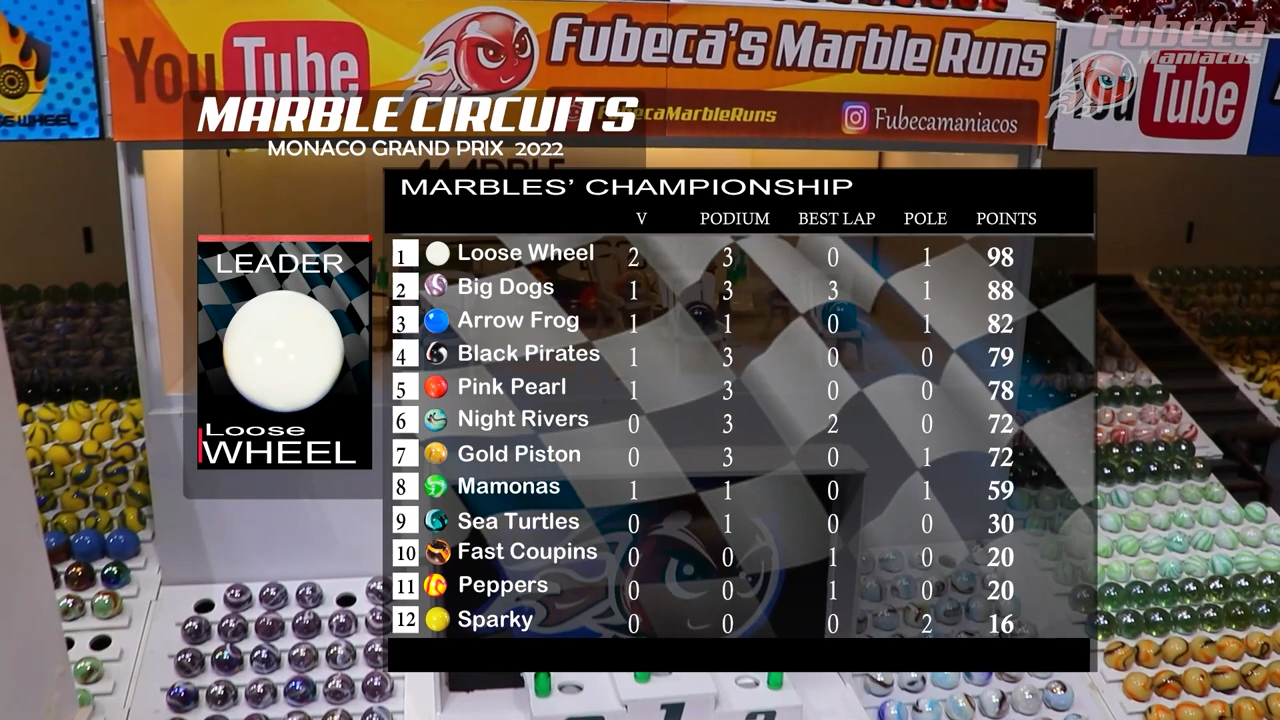 Fubeca
Maniacus
YouTube
Fubeca's Marble Runs
YouTube
FubecaMarbleRuns
Fubecamaniacos
WHEEL
MARBLE CIRCUITS
MONACO GRAND PRIX 2022
MARBLES' CHAMPIONSHIP
V PODIUM BEST LAP POLE POINTS
LEADER
Loose
WHEEL
1 Loose Wheel 2 3 0 1 98
2 Big Dogs 1 3 3 1 88
3 Arrow Frog 1 1 0 1 82
4 Black Pirates 1 3 0 0 79
5 Pink Pearl 1 3 0 0 78
6 Night Rivers 0 3 2 0 72
7 Gold Piston 0 3 0 1 72
8 Mamonas 1 1 0 1 59
9 Sea Turtles 0 1 0 0 30
10 Fast Coupins 0 0 1 0 20
11 Peppers 0 0 1 0 20
12 Sparky 0 0 0 2 16